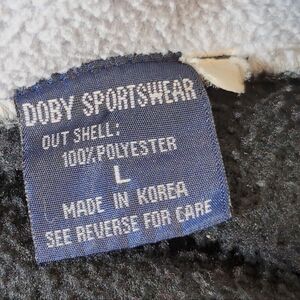 DOBY SPORTSWEAR
OUT SHELL:
100% POLYESTER
L
MADE IN KOREA
SEE REVERSE FOR CARE